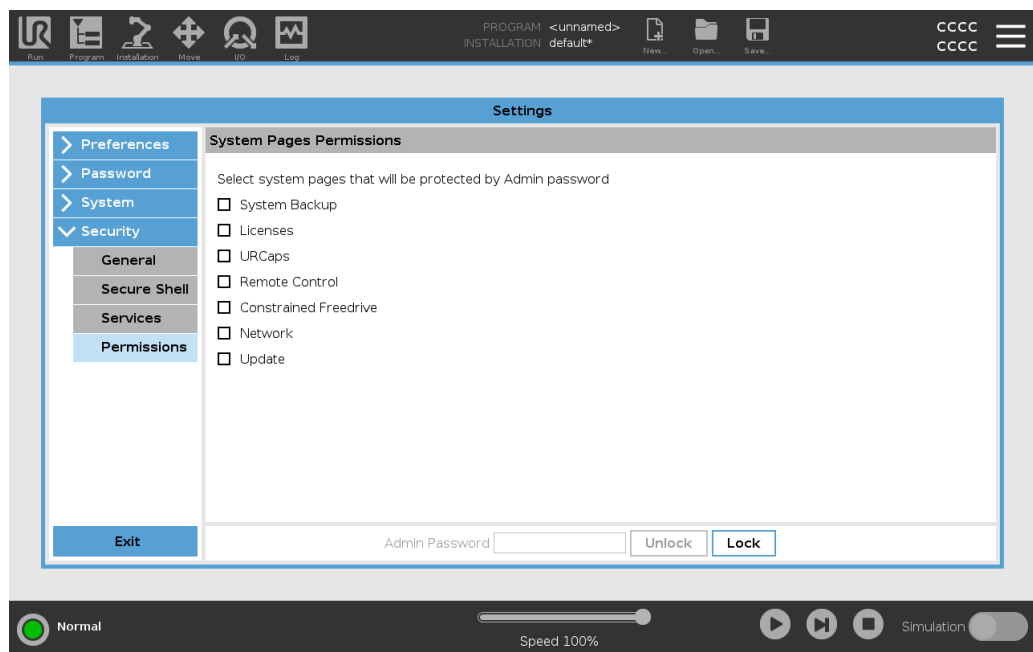 PROGRAM <unnamed>
INSTALLATION default*
CCCC
CCCC
Run Program Installation Move I/O Log New... Open... Save...
Settings
Preferences
Password
System
Security
General
Secure Shell
Services
Permissions
Exit
System Pages Permissions
Select system pages that will be protected by Admin password
System Backup
Licenses
URCaps
Remote Control
Constrained Freedrive
Network
Update
Admin Password Unlock Lock
Normal
Speed 100%
Simulation